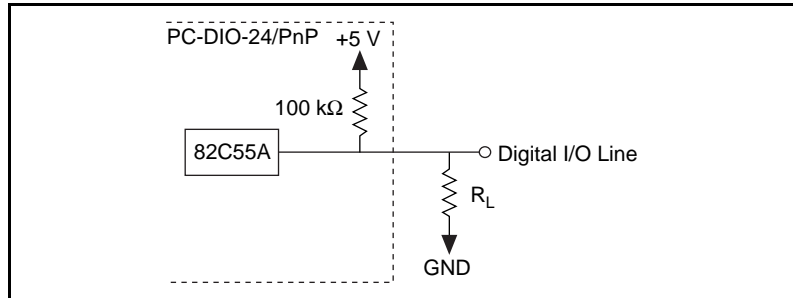 PC-DIO-24/PnP +5 V
100 kΩ
82C55A
Digital I/O Line
R_L
GND